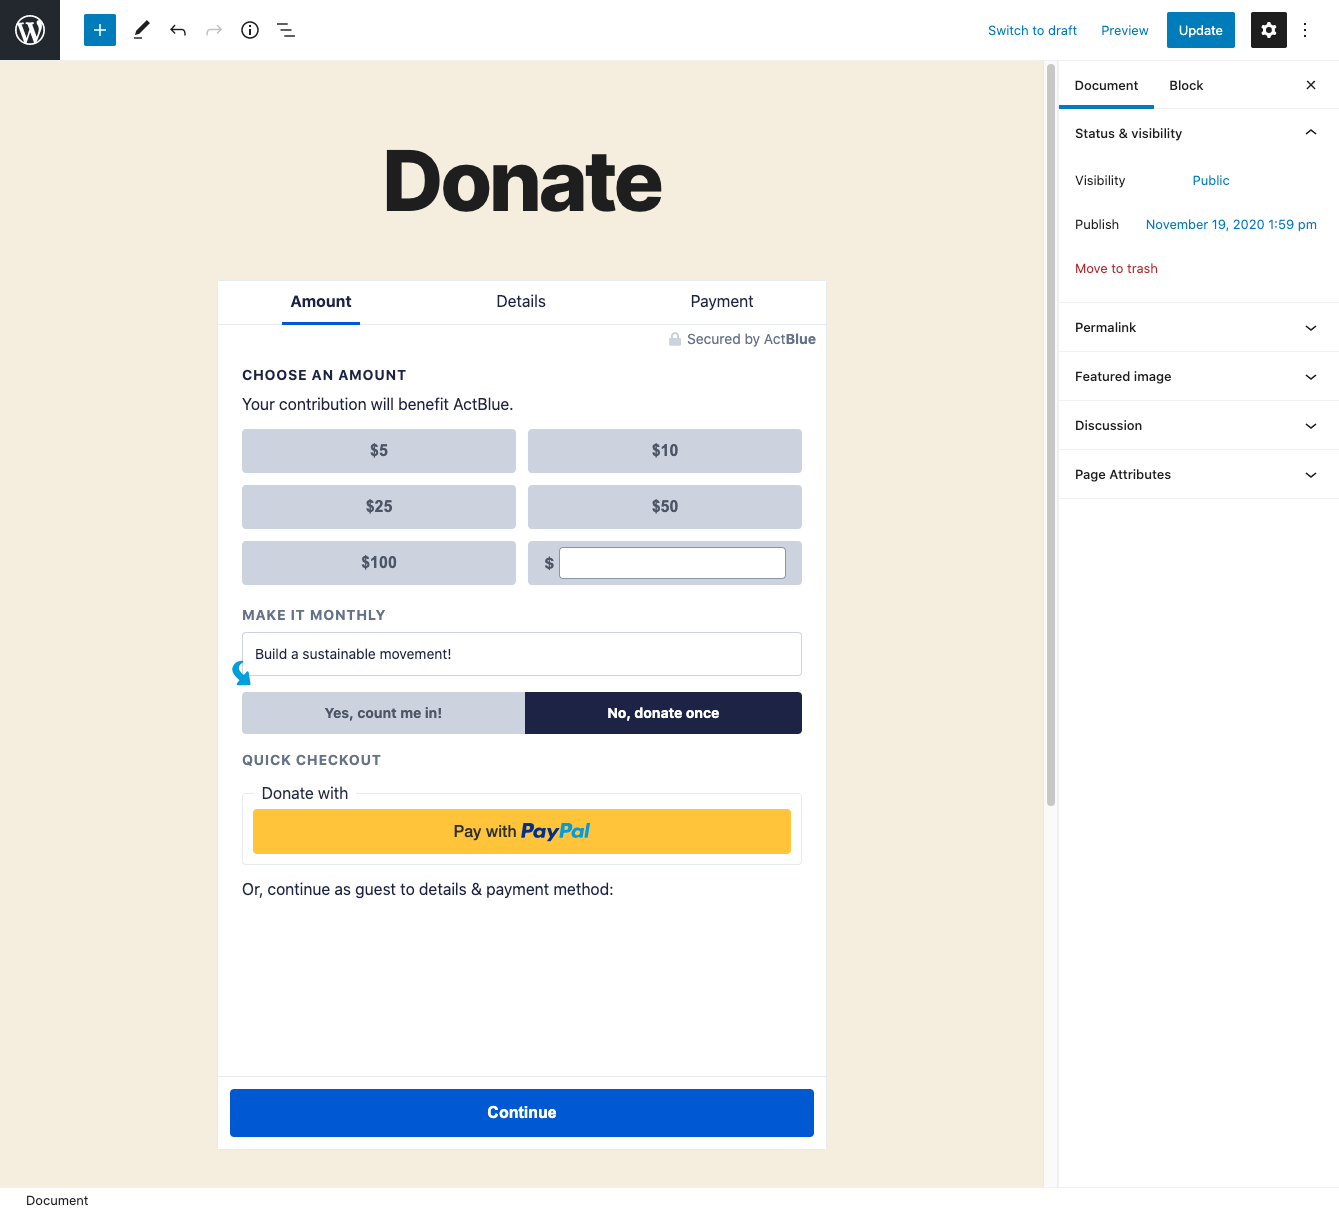 Switch to draft Preview Update
Document Block
Status & visibility
Visibility Public
Publish November 19, 2020 1:59 pm
Move to trash
Permalink
Featured image
Discussion
Page Attributes
Donate
Amount Details Payment
Secured by ActBlue
CHOOSE AN AMOUNT
Your contribution will benefit ActBlue.
$5 $10
$25 $50
$100 $
MAKE IT MONTHLY
Build a sustainable movement!
Yes, count me in! No, donate once
QUICK CHECKOUT
Donate with
Pay with PayPal
Or, continue as guest to details & payment method:
Continue
Document